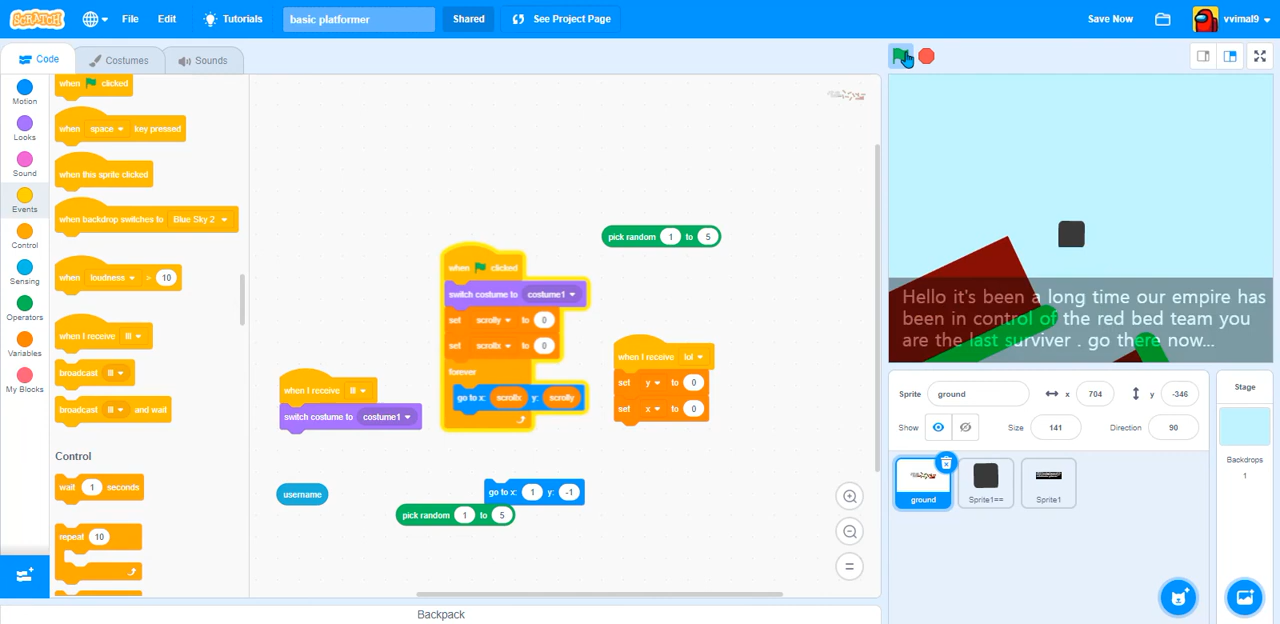 SCRATCH File Edit Tutorials basic platformer Shared See Project Page Save Now vvimal9
Code Costumes Sounds
Motion
Looks
Sound
Events
Control
Sensing
Operators
Variables
My Blocks
when clicked
when space key pressed
when this sprite clicked
when backdrop switches to Blue Sky 2
when loudness > 10
when I receive lll
broadcast lll
broadcast lll and wait
Control
wait 1 seconds
repeat 10
pick random 1 to 5
when clicked
switch costume to costume1
set scrolly to 0
set scrollx to 0
forever
go to x: scrollx y: scrolly
when I receive lol
set y to 0
set x to 0
when I receive lll
switch costume to costume1
username
go to x: 1 y: -1
pick random 1 to 5
Backpack
Hello it's been a long time our empire has
been in control of the red bed team you
are the last surviver . go there now...
Sprite ground x 704 y -346
Show Size 141 Direction 90
ground
Sprite1==
Sprite1
Stage
Backdrops
1